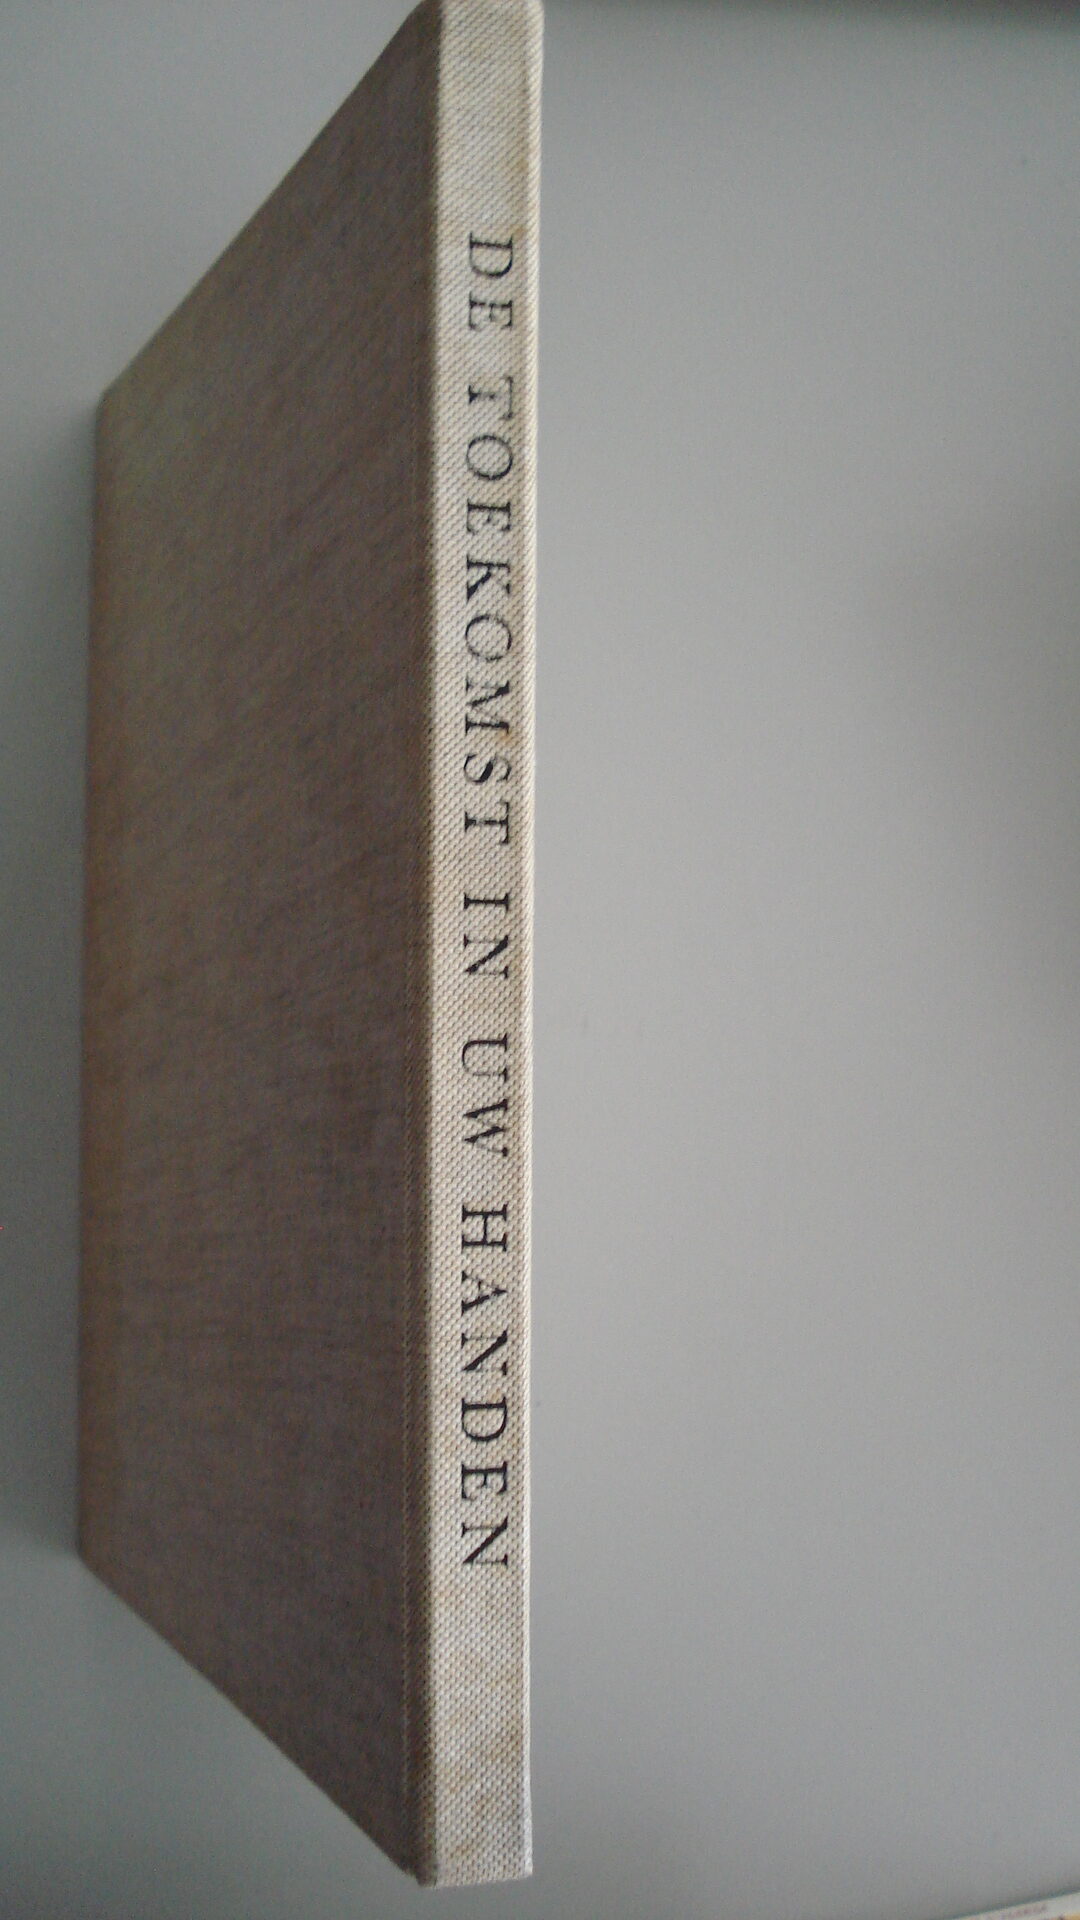 DE TOEKOMST IN UW HANDEN